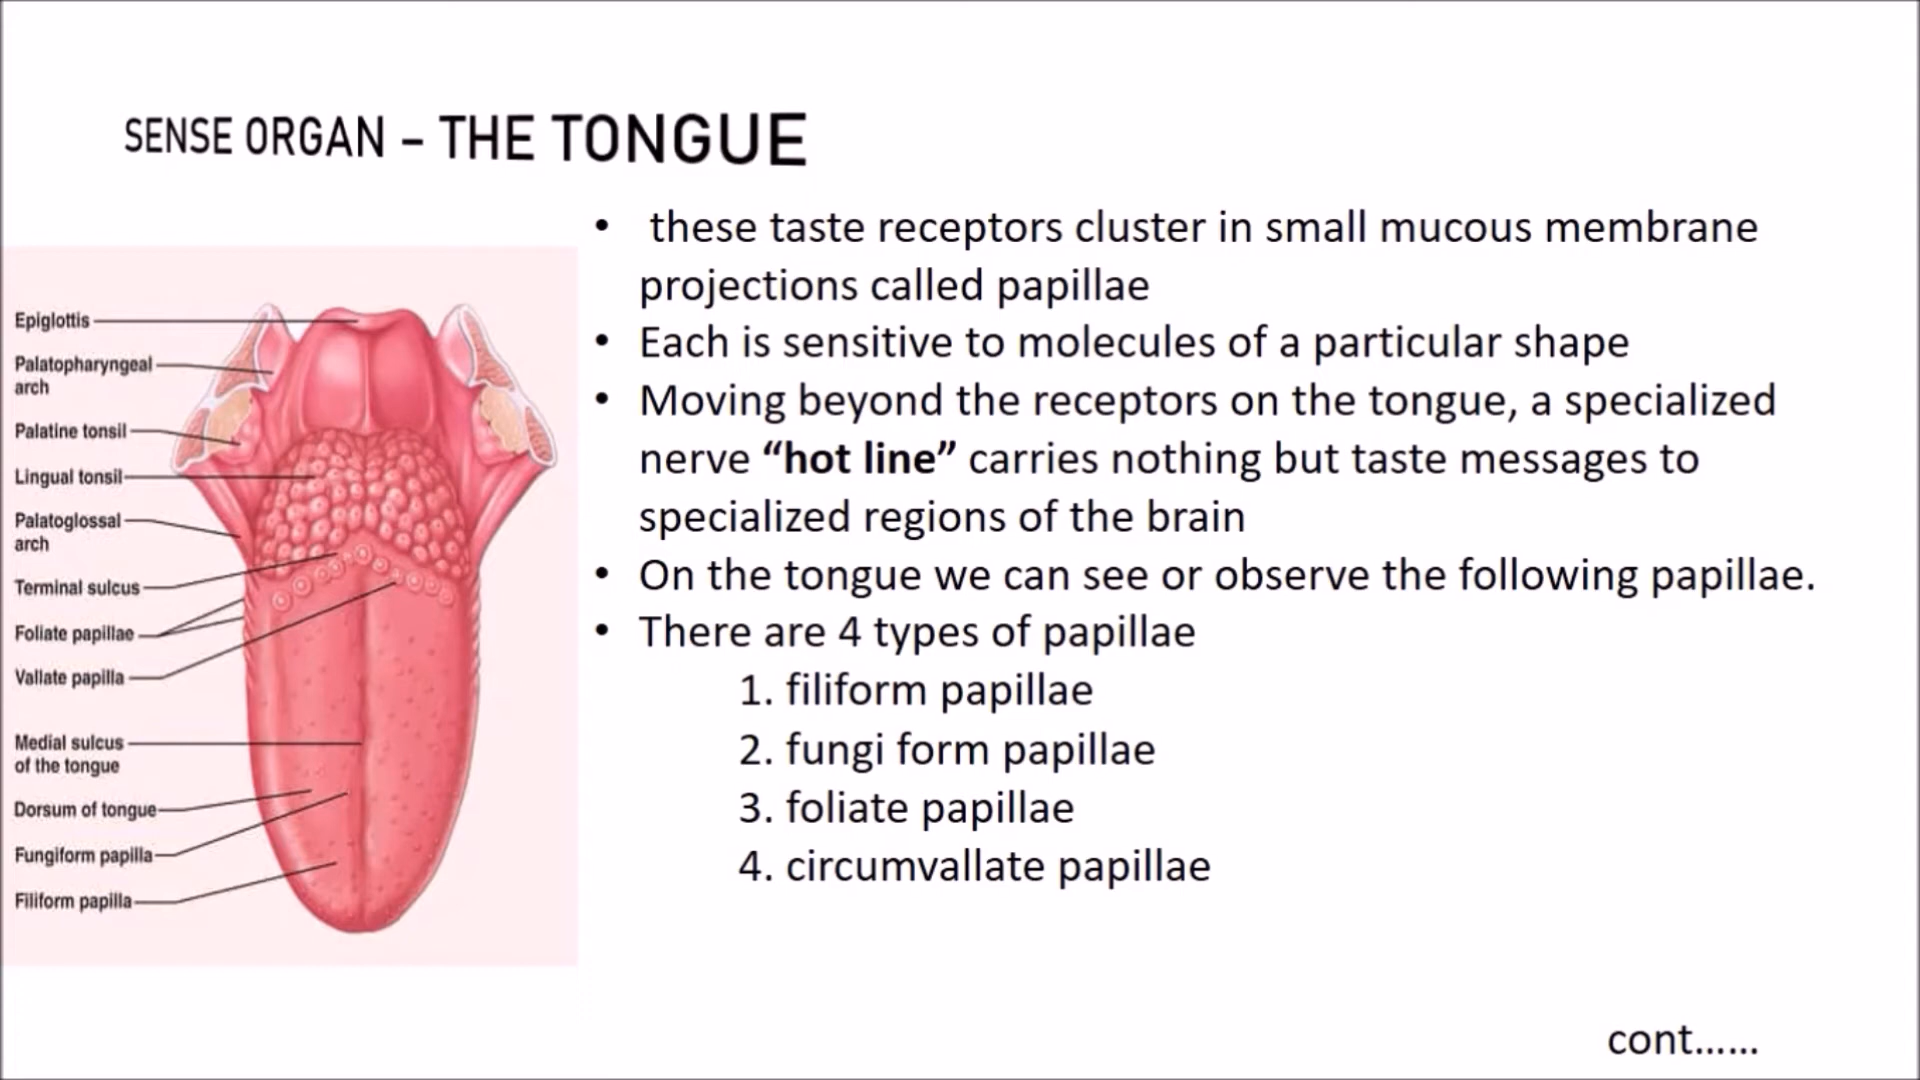 SENSE ORGAN – THE TONGUE
Epiglottis
Palatopharyngeal
arch
Palatine tonsil
Lingual tonsil
Palatoglossal
arch
Terminal sulcus
Foliate papillae
Vallate papilla
Medial sulcus
of the tongue
Dorsum of tongue
Fungiform papilla
Filiform papilla
• these taste receptors cluster in small mucous membrane
projections called papillae
• Each is sensitive to molecules of a particular shape
• Moving beyond the receptors on the tongue, a specialized
nerve “hot line” carries nothing but taste messages to
specialized regions of the brain
• On the tongue we can see or observe the following papillae.
• There are 4 types of papillae
1. filiform papillae
2. fungi form papillae
3. foliate papillae
4. circumvallate papillae
cont......